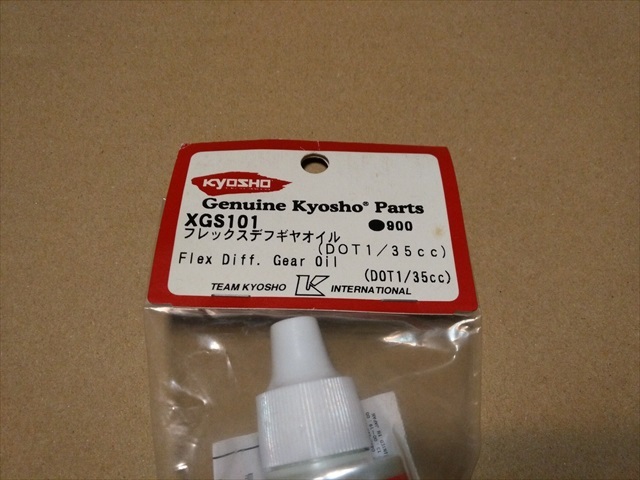 KYOSHO
Genuine Kyosho® Parts
XGS101 ●900
フレックスデフギヤオイル
(DOT1/35cc)
Flex Diff. Gear Oil
(DOT1/35cc)
TEAM KYOSHO K INTERNATIONAL